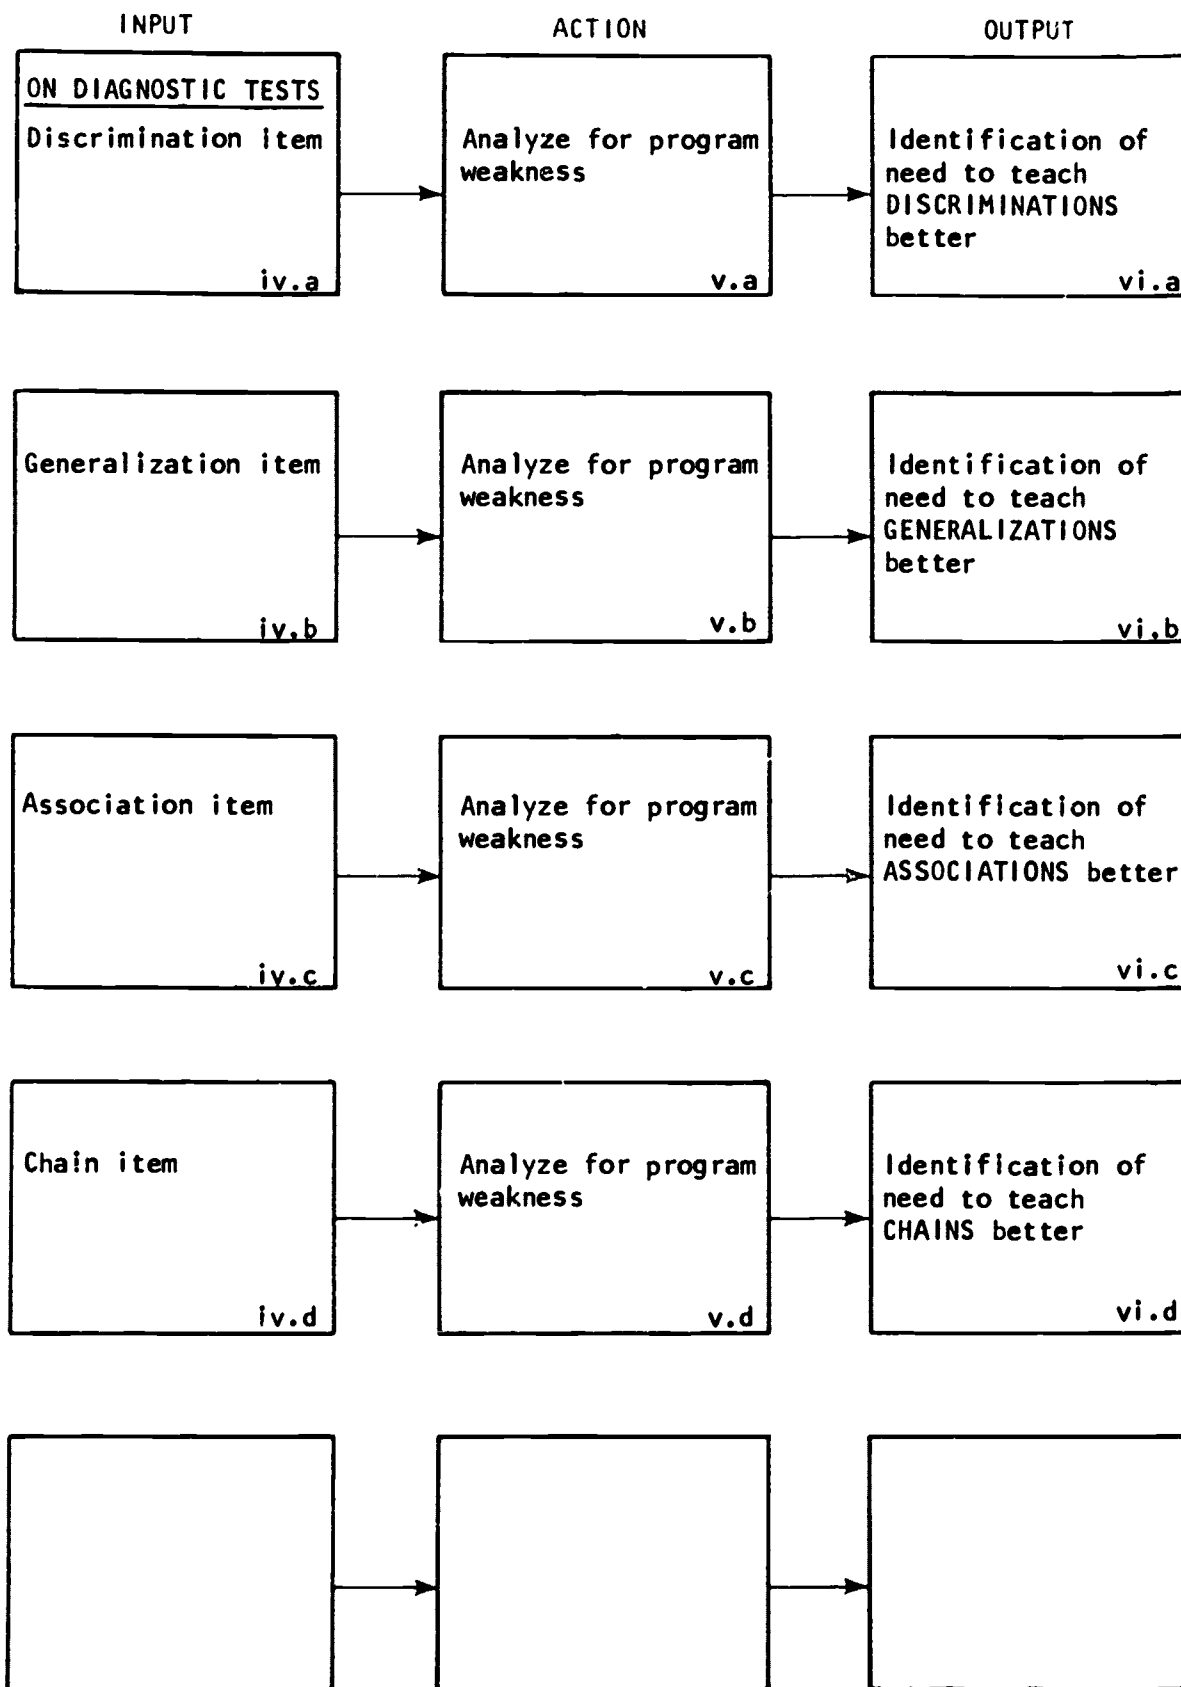 INPUT
ACTION
OUTPUT
ON DIAGNOSTIC TESTS
Discrimination item
iv.a
Analyze for program
weakness
v.a
Identification of
need to teach
DISCRIMINATIONS
better
vi.a
Generalization item
iv.b
Analyze for program
weakness
v.b
Identification of
need to teach
GENERALIZATIONS
better
vi.b
Association item
iv.c
Analyze for program
weakness
v.c
Identification of
need to teach
ASSOCIATIONS better
vi.c
Chain item
iv.d
Analyze for program
weakness
v.d
Identification of
need to teach
CHAINS better
vi.d